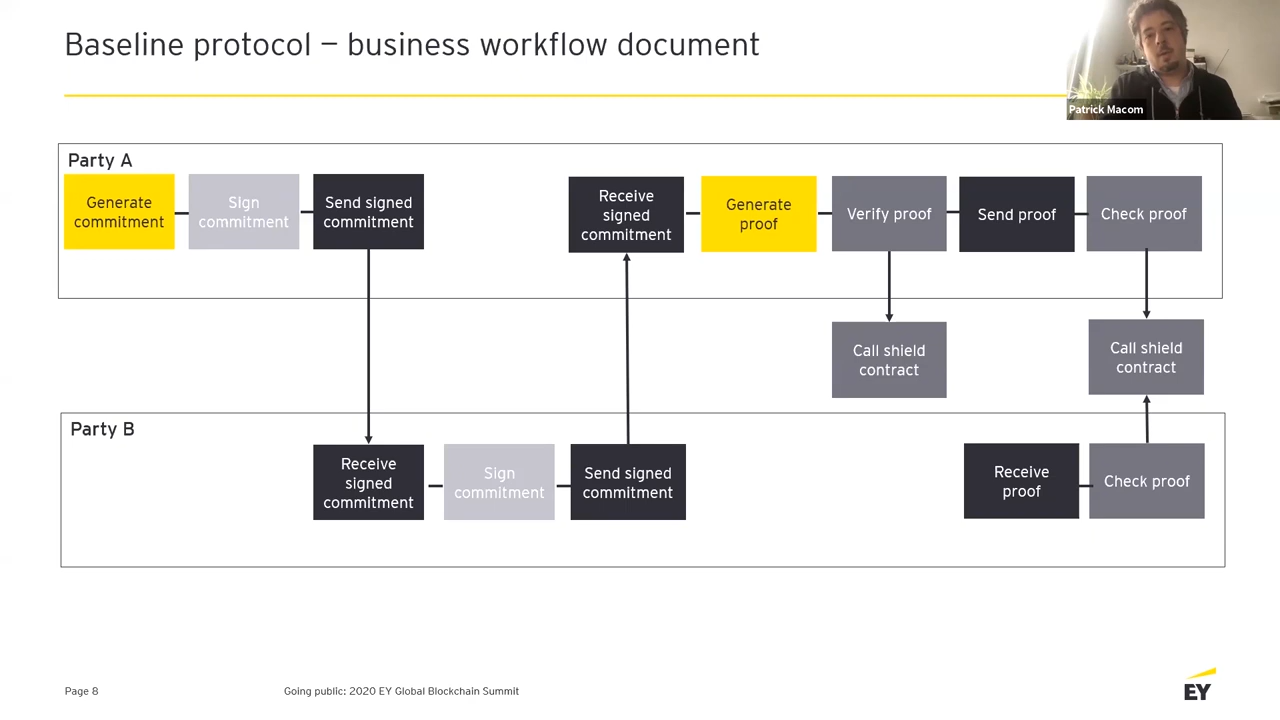 Baseline protocol – business workflow document
Patrick Macom
Party A
Generate
commitment
Sign
commitment
Send signed
commitment
Receive
signed
commitment
Generate
proof
Verify proof
Send proof
Check proof
Call shield
contract
Call shield
contract
Party B
Receive
signed
commitment
Sign
commitment
Send signed
commitment
Receive
proof
Check proof
Page 8
Going public: 2020 EY Global Blockchain Summit
EY